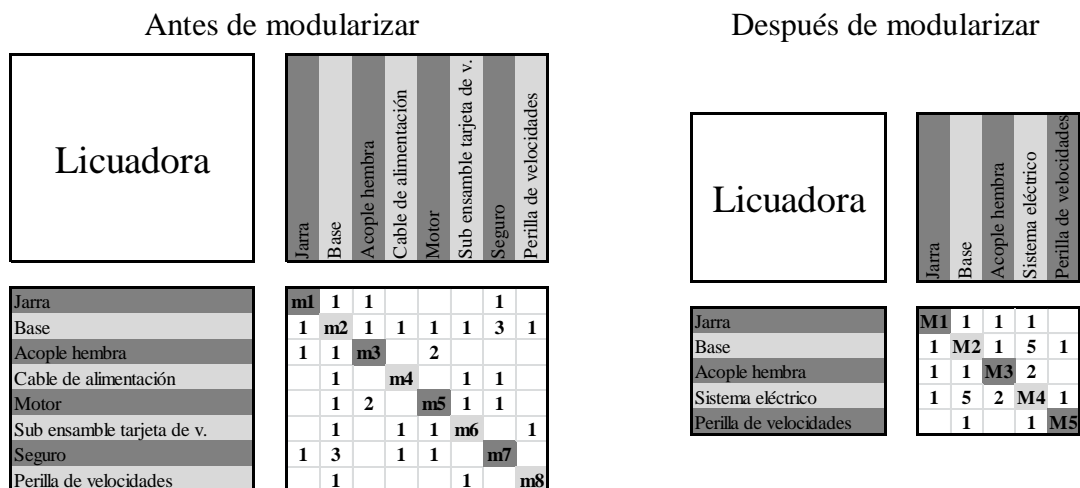 Antes de modularizar
Después de modularizar
Licuadora
Jarra
Base
Acople hembra
Cable de alimentación
Motor
Sub ensamble tarjeta de v.
Seguro
Perilla de velocidades
Jarra m1 1 1 1
Base 1 m2 1 1 1 1 3 1
Acople hembra 1 1 m3 2
Cable de alimentación 1 m4 1 1
Motor 1 2 m5 1 1
Sub ensamble tarjeta de v. 1 1 1 m6 1
Seguro 1 3 1 1 m7
Perilla de velocidades 1 1 m8
Licuadora
Jarra
Base
Acople hembra
Sistema eléctrico
Perilla de velocidades
Jarra M1 1 1 1
Base 1 M2 1 5 1
Acople hembra 1 1 M3 2
Sistema eléctrico 1 5 2 M4 1
Perilla de velocidades 1 1 M5